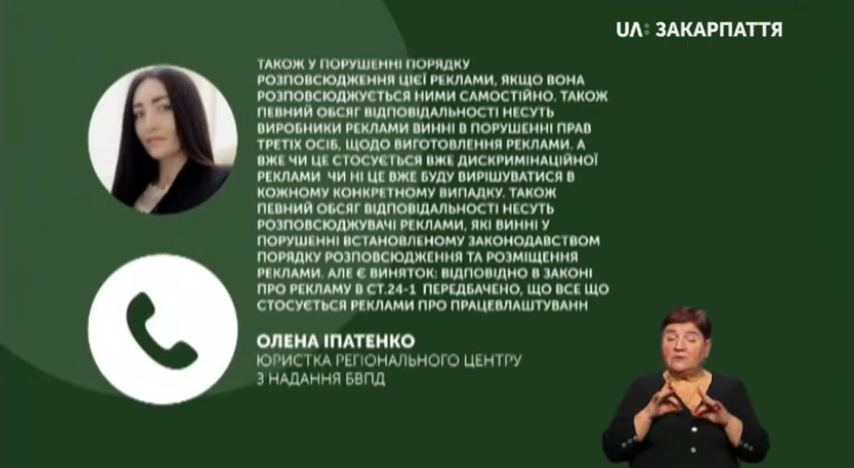 UA: ЗАКАРПАТТЯ
ТАКОЖ У ПОРУШЕННІ ПОРЯДКУ
РОЗПОВСЮДЖЕННЯ ЦІЄЇ РЕКЛАМИ, ЯКЩО ВОНА
РОЗПОВСЮДЖУЄТЬСЯ НИМИ САМОСТІЙНО. ТАКОЖ
ПЕВНИЙ ОБСЯГ ВІДПОВІДАЛЬНОСТІ НЕСУТЬ
ВИРОБНИКИ РЕКЛАМИ ВИННІ В ПОРУШЕННІ ПРАВ
ТРЕТІХ ОСІБ, ЩОДО ВИГОТОВЛЕННЯ РЕКЛАМИ. А
ВЖЕ ЧИ ЦЕ СТОСУЄТЬСЯ ВЖЕ ДИСКРИМІНАЦІЙНОЇ
РЕКЛАМИ ЧИ НІ ЦЕ ВЖЕ БУДУ ВИРІШУВАТИСЯ В
КОЖНОМУ КОНКРЕТНОМУ ВИПАДКУ. ТАКОЖ
ПЕВНИЙ ОБСЯГ ВІДПОВІДАЛЬНОСТІ НЕСУТЬ
РОЗПОВСЮДЖУВАЧІ РЕКЛАМИ, ЯКІ ВИННІ У
ПОРУШЕННІ ВСТАНОВЛЕНОМУ ЗАКОНОДАВСТВОМ
ПОРЯДКУ РОЗПОВСЮДЖЕННЯ ТА РОЗМІЩЕННЯ
РЕКЛАМИ. АЛЕ Є ВИНЯТОК: ВІДПОВІДНО В ЗАКОНІ
ПРО РЕКЛАМУ В СТ.24-1 ПЕРЕДБАЧЕНО, ЩО ВСЕ ЩО
СТОСУЄТЬСЯ РЕКЛАМИ ПРО ПРАЦЕВЛАШТУВАНН
ОЛЕНА ІПАТЕНКО
ЮРИСТКА РЕГІОНАЛЬНОГО ЦЕНТРУ
З НАДАННЯ БВПД